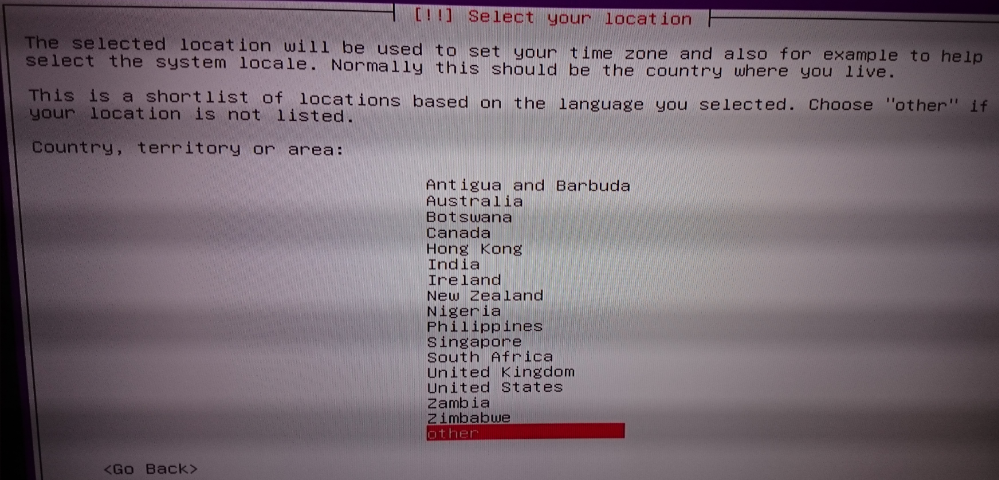 [!!] Select your location
The selected location will be used to set your time zone and also for example to help
select the system locale. Normally this should be the country where you live.
This is a shortlist of locations based on the language you selected. Choose "other" if
your location is not listed.
Country, territory or area:
Antigua and Barbuda
Australia
Botswana
Canada
Hong Kong
India
Ireland
New Zealand
Nigeria
Philippines
Singapore
South Africa
United Kingdom
United States
Zambia
Zimbabwe
other
<Go Back>